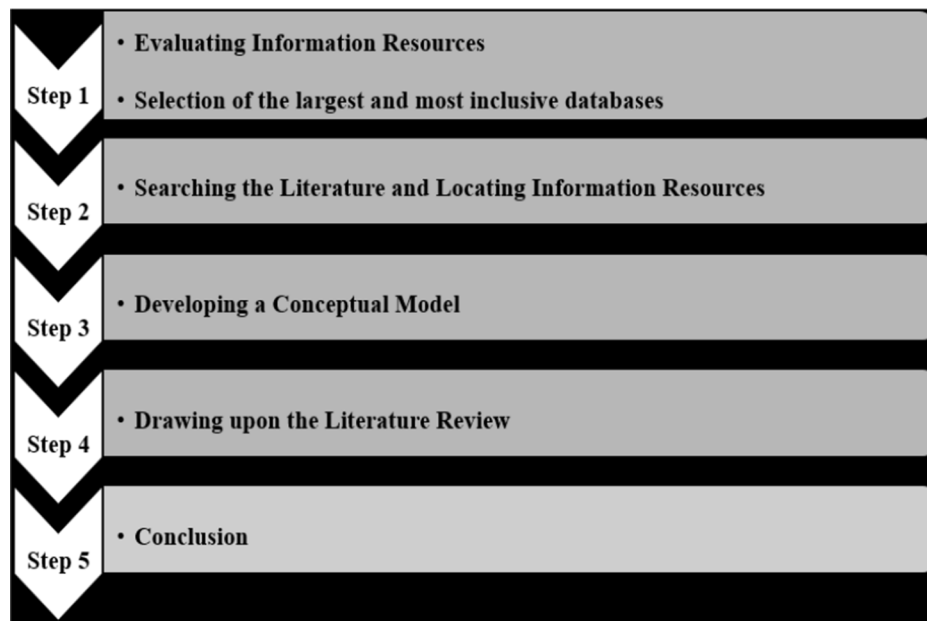 Step 1
• Evaluating Information Resources
• Selection of the largest and most inclusive databases
Step 2
• Searching the Literature and Locating Information Resources
Step 3
• Developing a Conceptual Model
Step 4
• Drawing upon the Literature Review
Step 5
• Conclusion